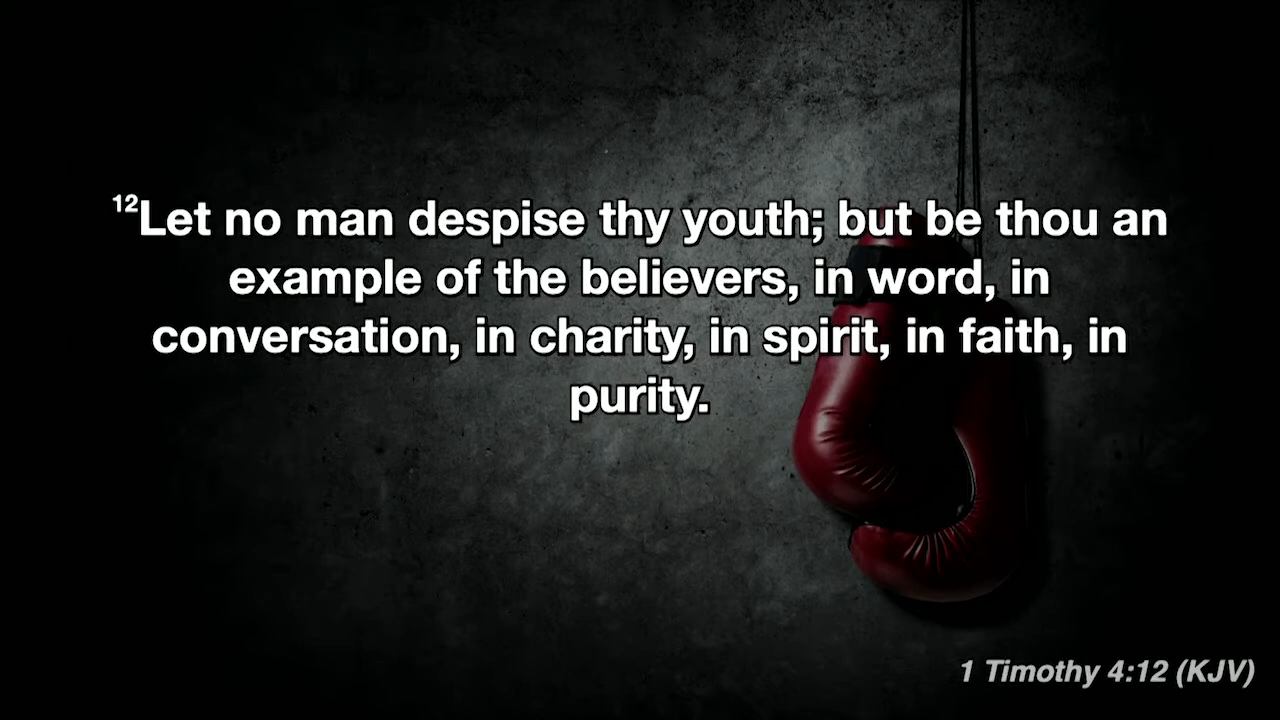 12Let no man despise thy youth; but be thou an
example of the believers, in word, in
conversation, in charity, in spirit, in faith, in
purity.
1 Timothy 4:12 (KJV)